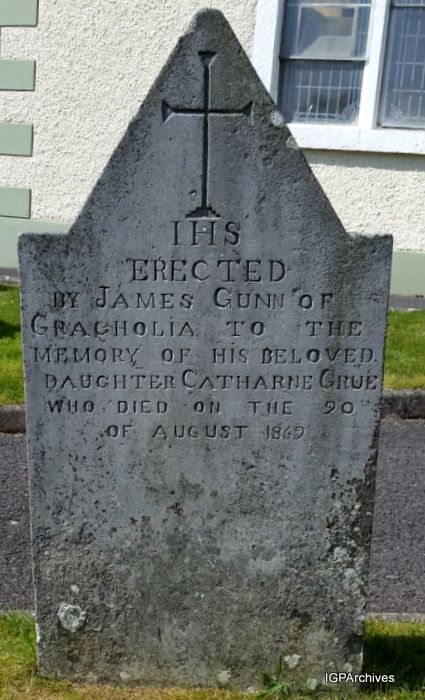 IHS
ERECTED
BY JAMES GUNN OF
GRAGHOLIA TO THE
MEMORY OF HIS BELOVED
DAUGHTER CATHARNE GRUE
WHO DIED ON THE 90
OF AUGUST 1869
IGPArchives